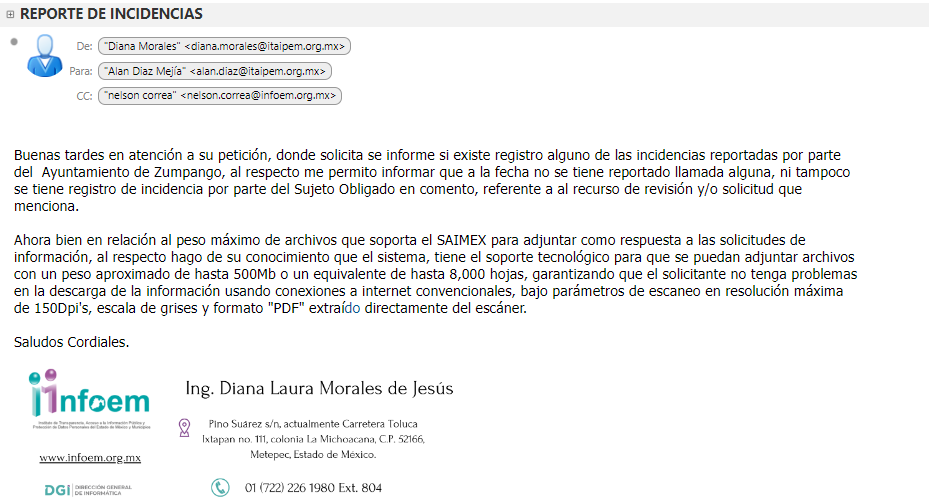 REPORTE DE INCIDENCIAS
De: "Diana Morales" <diana.morales@itaipem.org.mx>
Para: "Alan Diaz Mejía" <alan.diaz@itaipem.org.mx>
CC: "nelson correa" <nelson.correa@infoem.org.mx>
Buenas tardes en atención a su petición, donde solicita se informe si existe registro alguno de las incidencias reportadas por parte
del Ayuntamiento de Zumpango, al respecto me permito informar que a la fecha no se tiene reportado llamada alguna, ni tampoco
se tiene registro de incidencia por parte del Sujeto Obligado en comento, referente a al recurso de revisión y/o solicitud que
menciona.
Ahora bien en relación al peso máximo de archivos que soporta el SAIMEX para adjuntar como respuesta a las solicitudes de
información, al respecto hago de su conocimiento que el sistema, tiene el soporte tecnológico para que se puedan adjuntar archivos
con un peso aproximado de hasta 500Mb o un equivalente de hasta 8,000 hojas, garantizando que el solicitante no tenga problemas
en la descarga de la información usando conexiones a internet convencionales, bajo parámetros de escaneo en resolución máxima
de 150Dpi's, escala de grises y formato "PDF" extraído directamente del escáner.
Saludos Cordiales.
infoem
Instituto de Transparencia, Acceso a la Información Pública y
Protección de Datos Personales del Estado de México y Municipios
www.infoem.org.mx
DGI DIRECCIÓN GENERAL
DE INFORMÁTICA
Ing. Diana Laura Morales de Jesús
Pino Suárez s/n, actualmente Carretera Toluca
Ixtapan no. 111, colonia La Michoacana, C.P. 52166,
Metepec, Estado de México.
01 (722) 226 1980 Ext. 804